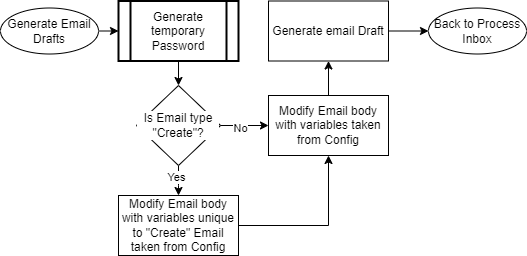 Generate Email
Drafts
Generate
temporary
Password
Generate email Draft
Back to Process
Inbox
Is Email type
"Create"?
No
Modify Email body
with variables taken
from Config
Yes
Modify Email body
with variables unique
to "Create" Email
taken from Config